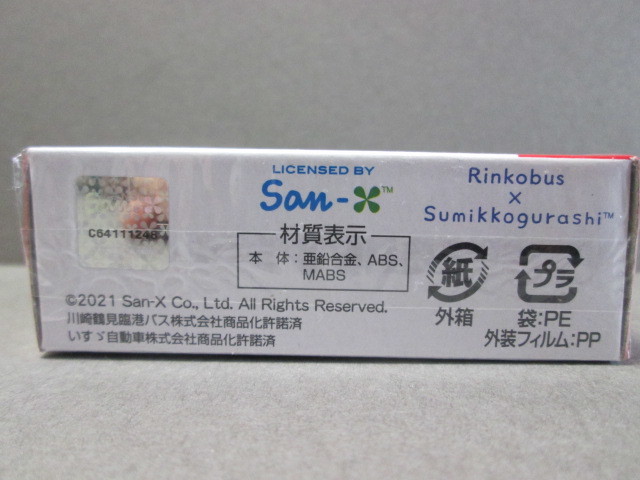 C64111248
LICENSED BY
San-X™
Rinkobus
×
Sumikkogurashi™
材質表示
本 体：亜鉛合金、ABS、
MABS
紙
外箱
プラ
袋：PE
外装フィルム：PP
©2021 San-X Co., Ltd. All Rights Reserved.
川崎鶴見臨港バス株式会社商品化許諾済
いすゞ自動車株式会社商品化許諾済